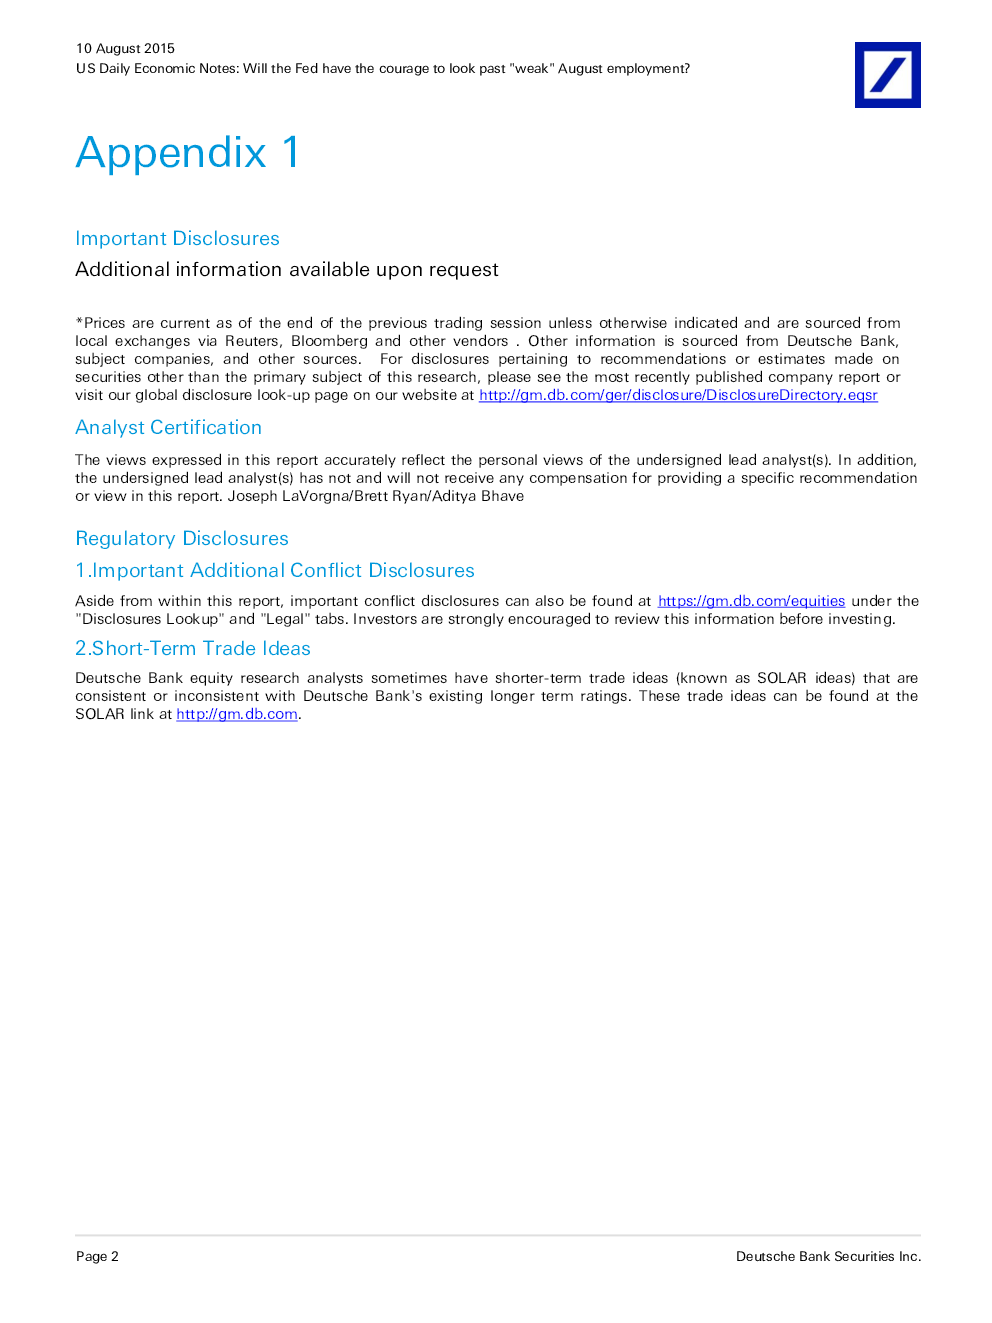 10 August 2015
US Daily Economic Notes: Will the Fed have the courage to look past "weak" August employment?
Appendix 1
Important Disclosures
Additional information available upon request
*Prices are current as of the end of the previous trading session unless otherwise indicated and are sourced from
local exchanges via Reuters, Bloomberg and other vendors . Other information is sourced from Deutsche Bank,
subject companies, and other sources. For disclosures pertaining to recommendations or estimates made on
securities other than the primary subject of this research, please see the most recently published company report or
visit our global disclosure look-up page on our website at http://gm.db.com/ger/disclosure/DisclosureDirectory.eqsr
Analyst Certification
The views expressed in this report accurately reflect the personal views of the undersigned lead analyst(s). In addition,
the undersigned lead analyst(s) has not and will not receive any compensation for providing a specific recommendation
or view in this report. Joseph LaVorgna/Brett Ryan/Aditya Bhave
Regulatory Disclosures
1.Important Additional Conflict Disclosures
Aside from within this report, important conflict disclosures can also be found at https://gm.db.com/equities under the
"Disclosures Lookup" and "Legal" tabs. Investors are strongly encouraged to review this information before investing.
2.Short-Term Trade Ideas
Deutsche Bank equity research analysts sometimes have shorter-term trade ideas (known as SOLAR ideas) that are
consistent or inconsistent with Deutsche Bank's existing longer term ratings. These trade ideas can be found at the
SOLAR link at http://gm.db.com.
Page 2
Deutsche Bank Securities Inc.